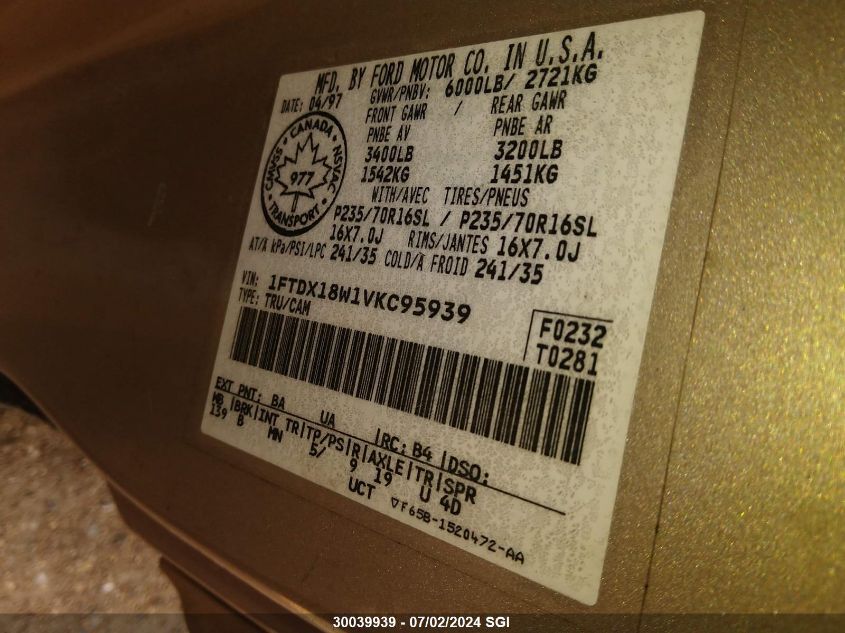 MFD. BY FORD MOTOR CO. IN U.S.A.
DATE: 04/97 GVWR/PNBV: 6000LB/ 2721KG
FRONT GAWR / REAR GAWR
PNBE AV PNBE AR
3400LB 3200LB
1542KG 1451KG
CANADA
CMVSS NSVAC
977
TRANSPORT
WITH/AVEC TIRES/PNEUS
P235/70R16SL / P235/70R16SL
16X7.0J RIMS/JANTES 16X7.0J
AT/A kPa/PSI/LPC 241/35 COLD/A FROID 241/35
VIN: 1FTDX18W1VKC95939
TYPE: TRU/CAM
F0232
T0281
EXT PNT: BA UA RC: B4 DSO:
WB BRK INT TR TP/PS R AXLE TR SPR
139 B MN 5/ 9 19 U 4D
UCT ▽F65B-1520472-AA
30039939 - 07/02/2024 SGI